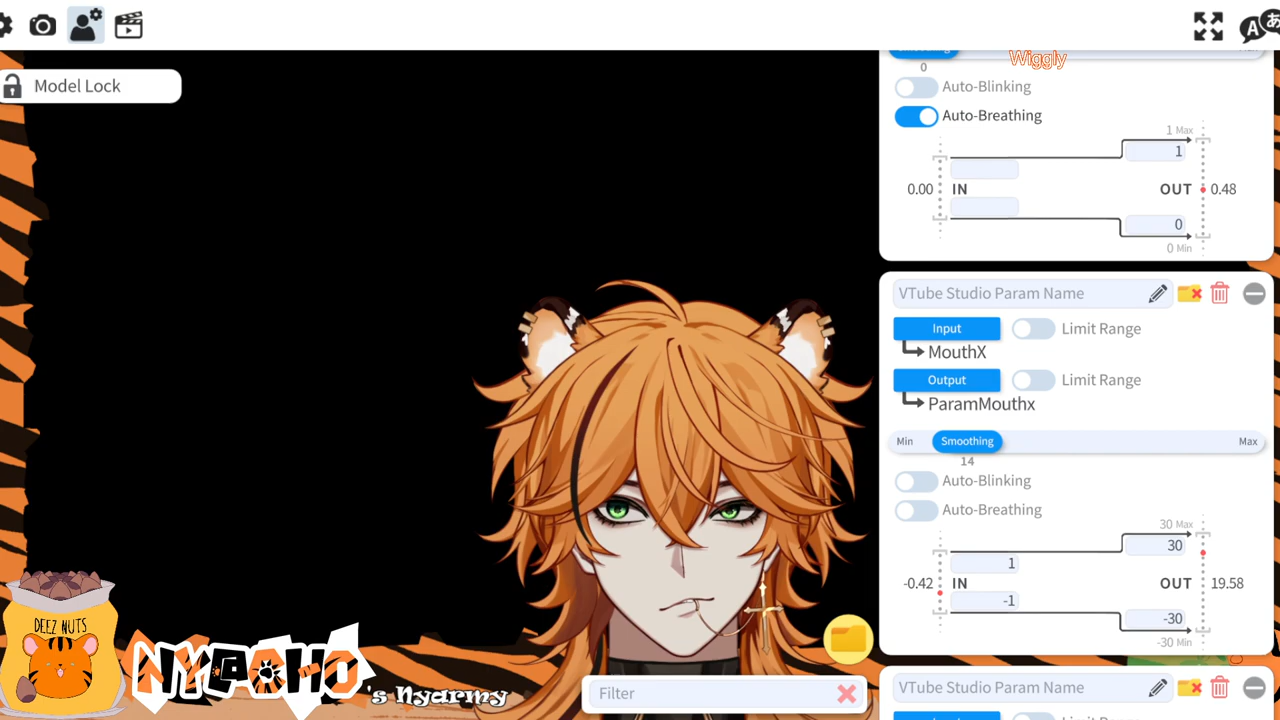 Wiggly
Model Lock
0
Auto-Blinking
Auto-Breathing
1 Max
1
0.00 IN OUT 0.48
0
0 Min
VTube Studio Param Name
Input Limit Range
MouthX
Output Limit Range
ParamMouthx
Min Smoothing Max
14
Auto-Blinking
Auto-Breathing
30 Max
30
1
-0.42 IN OUT 19.58
-1
-30
-30 Min
DEEZ NUTS
NYAOHO
's Nyarmy
Filter
VTube Studio Param Name